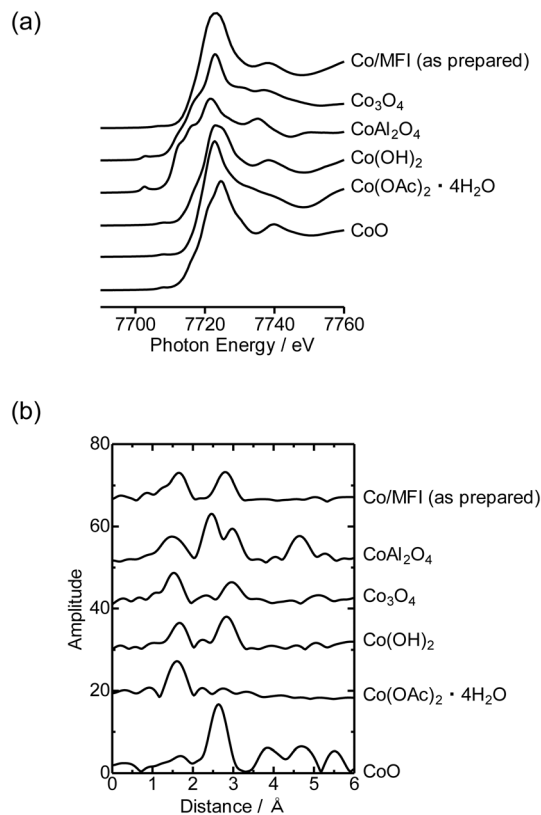 (a)
Co/MFI (as prepared)
Co₃O₄
CoAl₂O₄
Co(OH)₂
Co(OAc)₂・4H₂O
CoO
7700 7720 7740 7760
Photon Energy / eV
(b)
80
60
40
20
0
Amplitude
Co/MFI (as prepared)
CoAl₂O₄
Co₃O₄
Co(OH)₂
Co(OAc)₂・4H₂O
CoO
0 1 2 3 4 5 6
Distance / Å